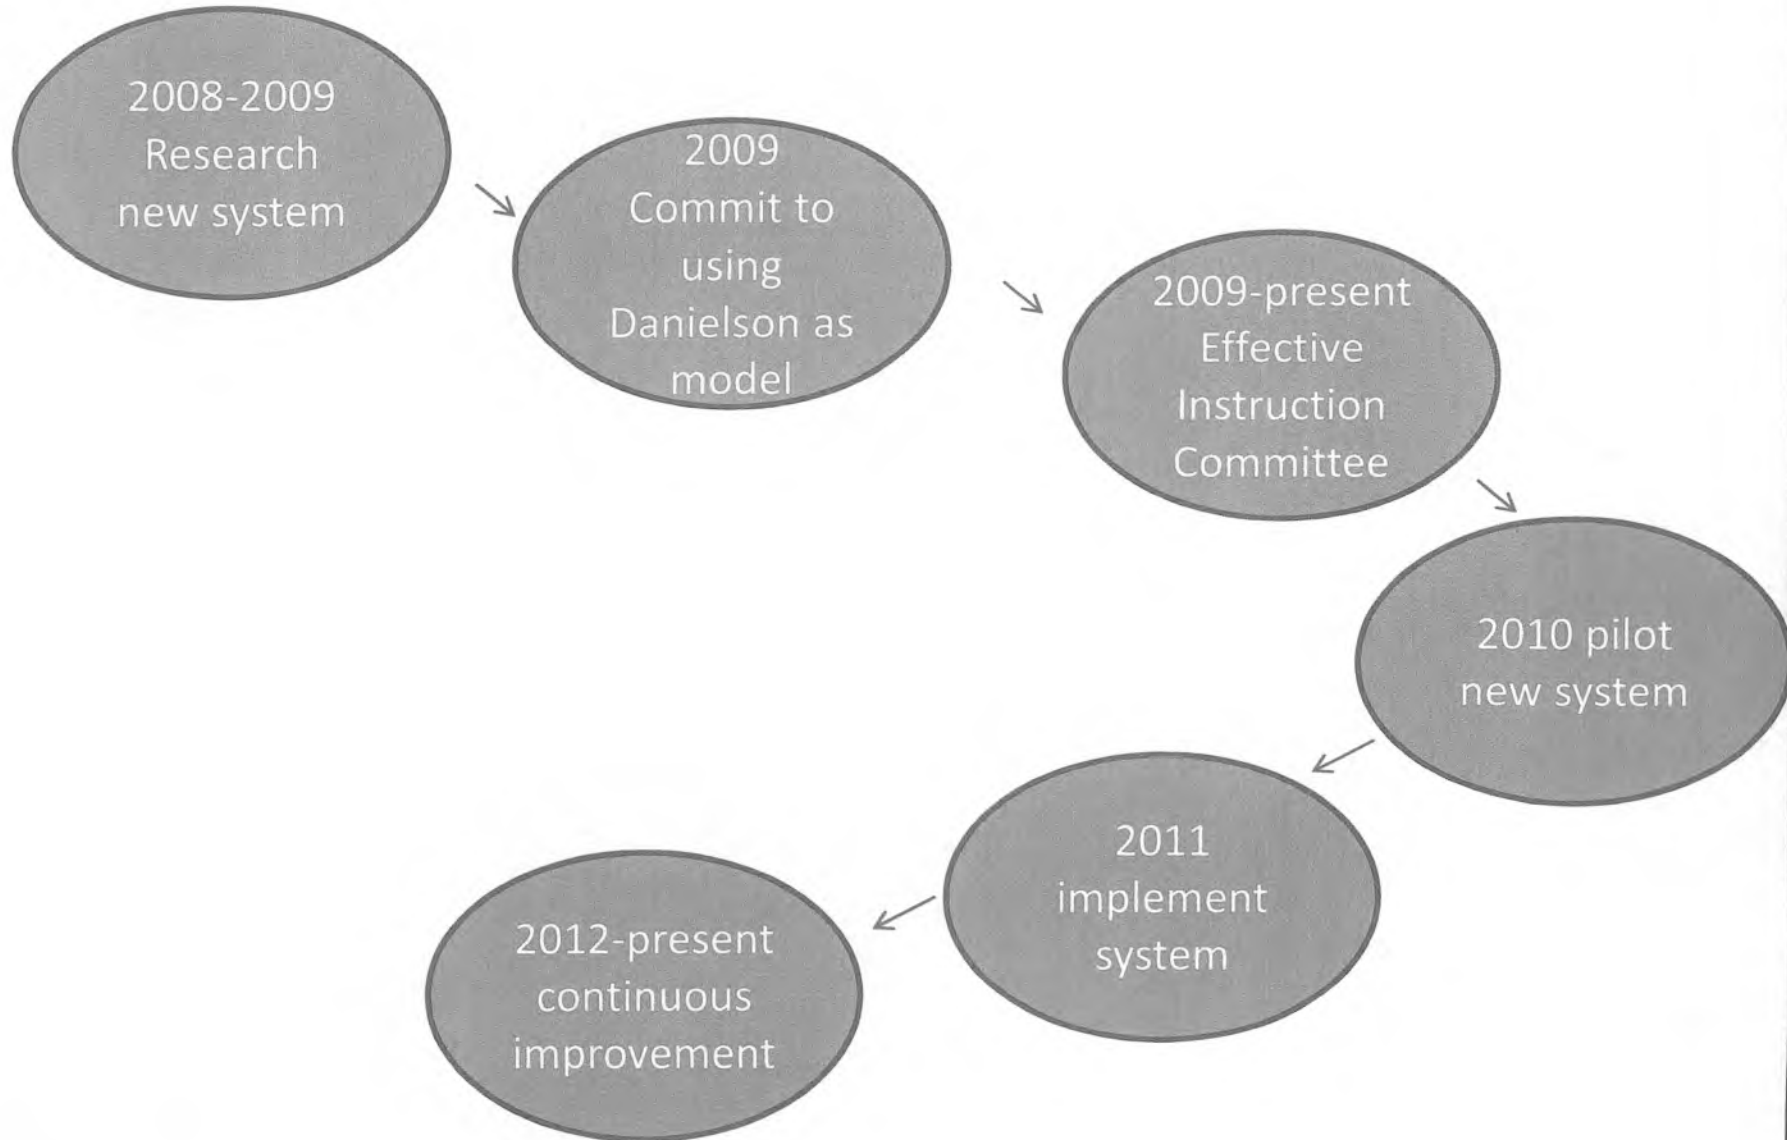 2008-2009
Research
new system
2009
Commit to
using
Danielson as
model
2009-present
Effective
Instruction
Committee
2010 pilot
new system
2011
implement
system
2012-present
continuous
improvement